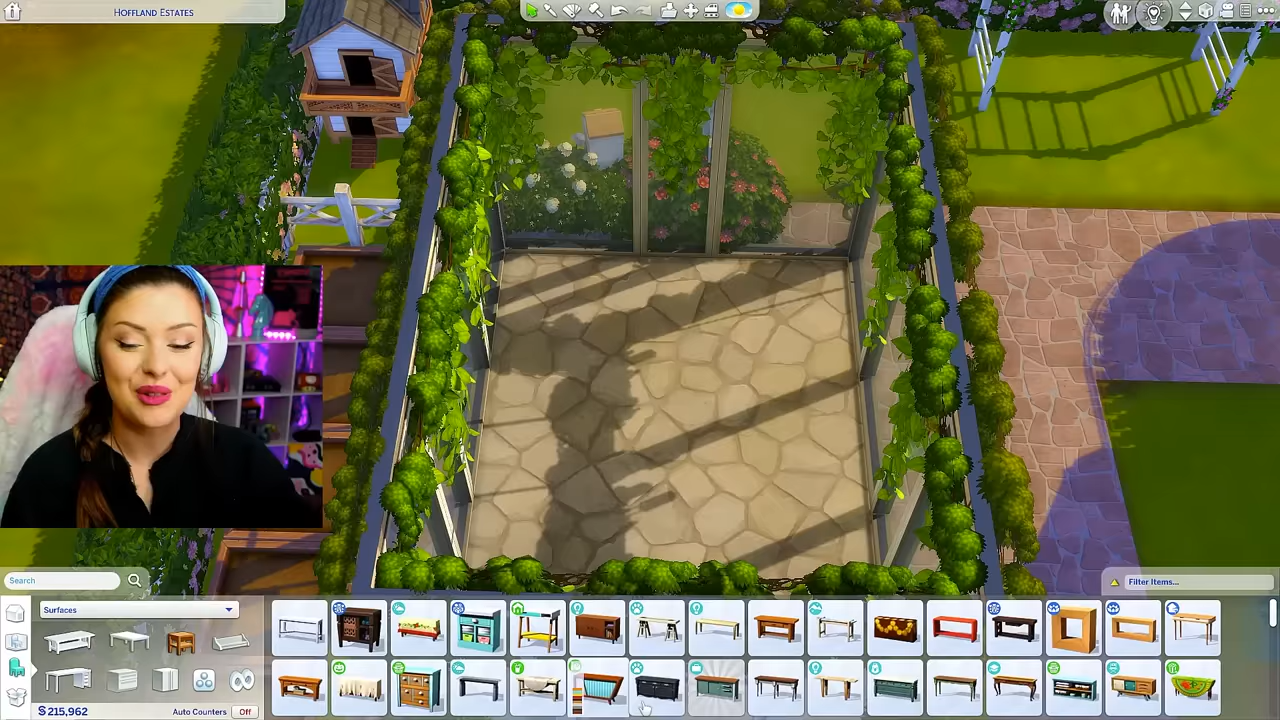 HOFFLAND ESTATES
Search
Filter Items...
Surfaces
$215,962
Auto Counters
Off